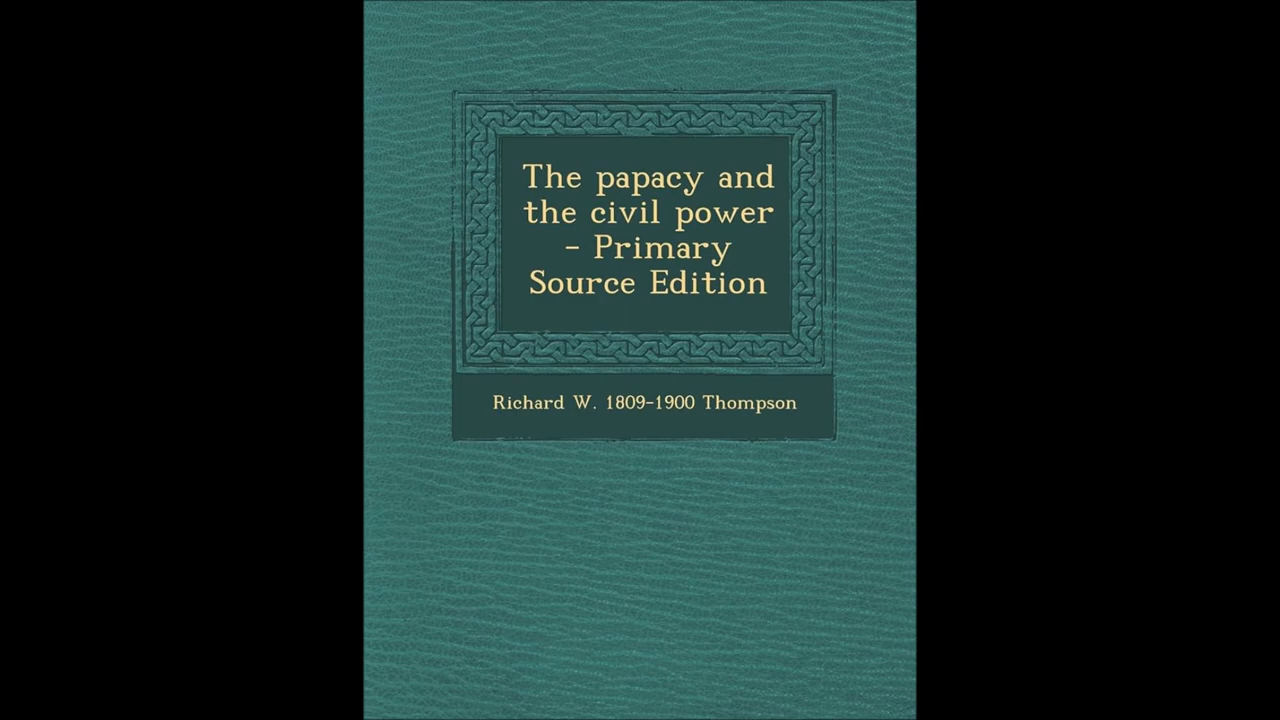 The papacy and
the civil power
- Primary
Source Edition
Richard W. 1809-1900 Thompson